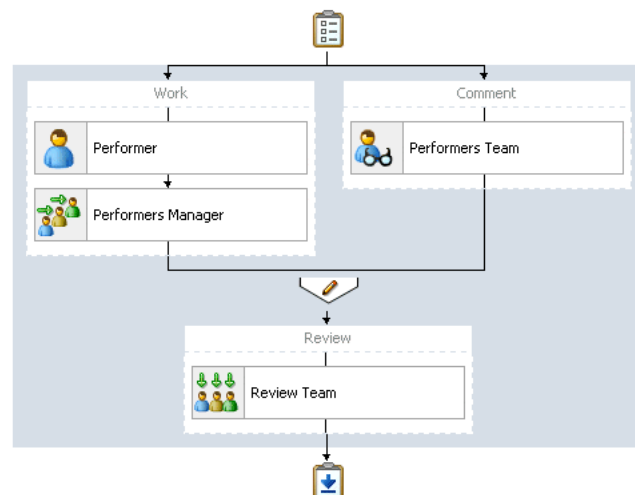 Work
Comment
Performer
Performers Team
Performers Manager
Review
Review Team